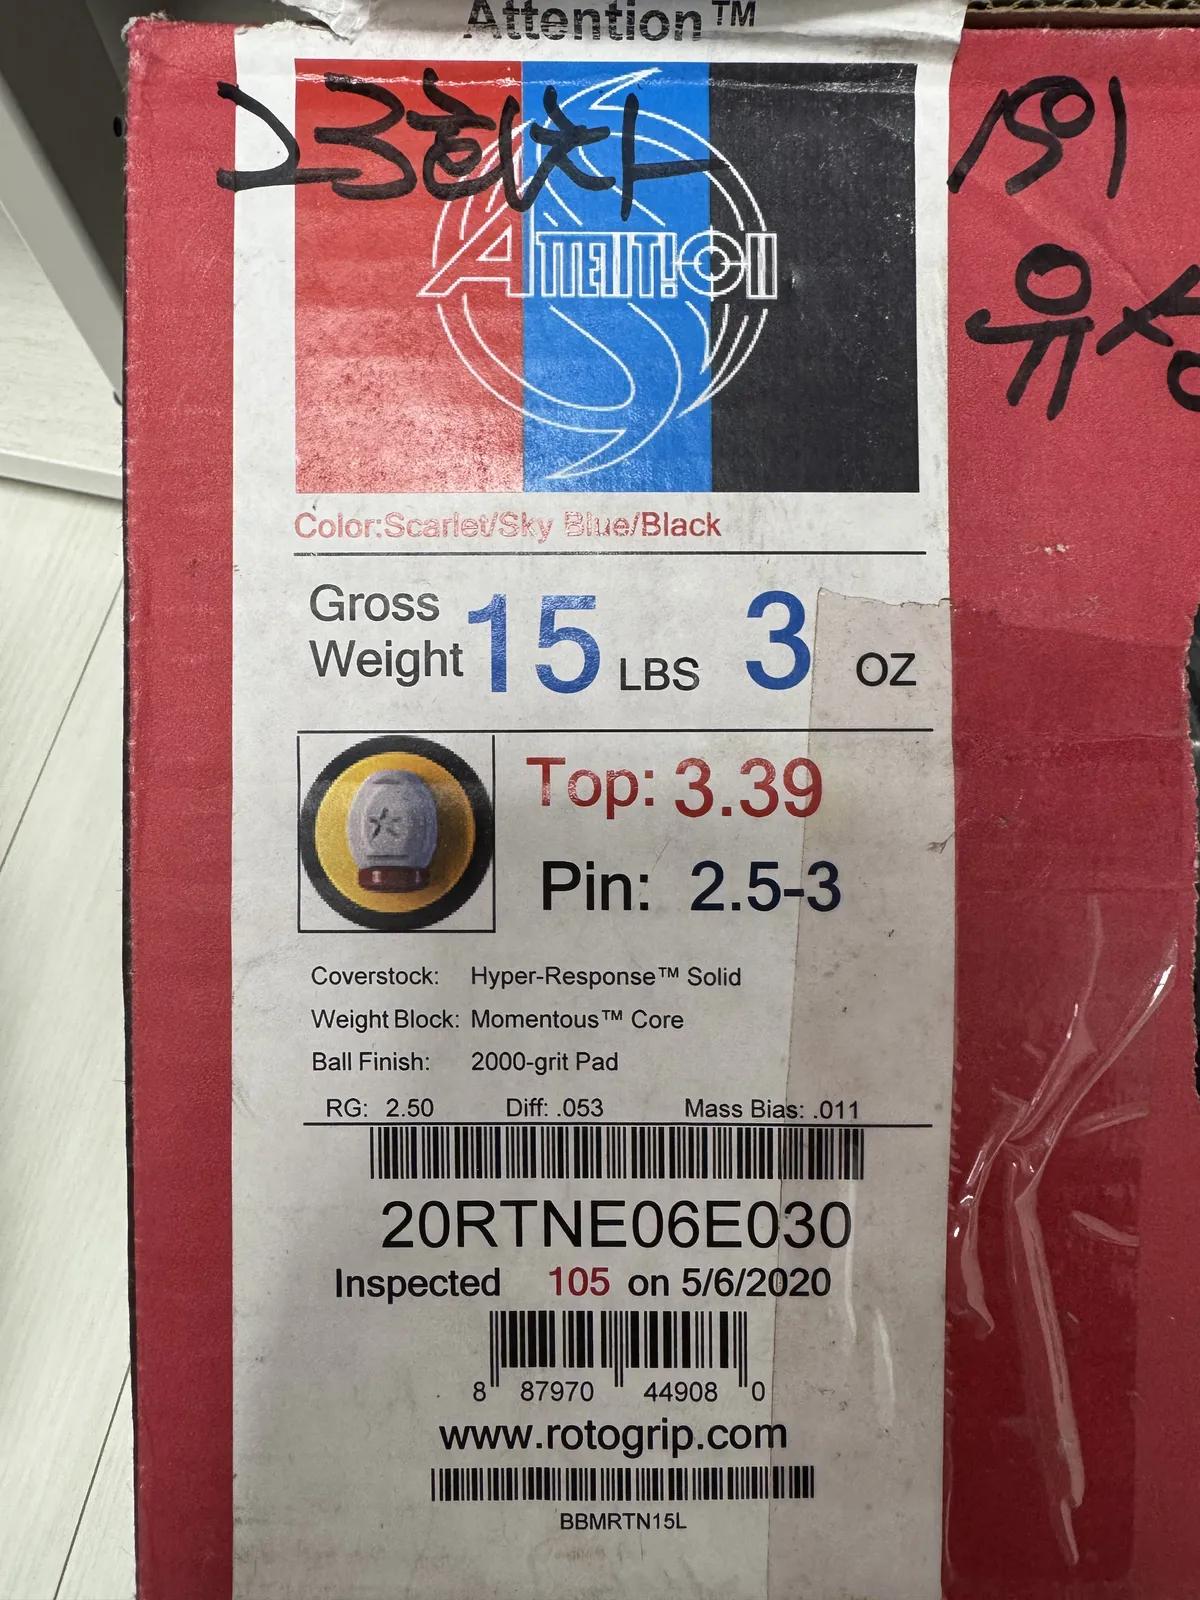 Attention™
ATTENTION
Color:Scarlet/Sky Blue/Black
Gross Weight 15 LBS 3 OZ
Top: 3.39
Pin: 2.5-3
Coverstock: Hyper-Response™ Solid
Weight Block: Momentous™ Core
Ball Finish: 2000-grit Pad
RG: 2.50 Diff: .053 Mass Bias: .011
20RTNE06E030
Inspected 105 on 5/6/2020
8 87970 44908 0
www.rotogrip.com
BBMRTN15L